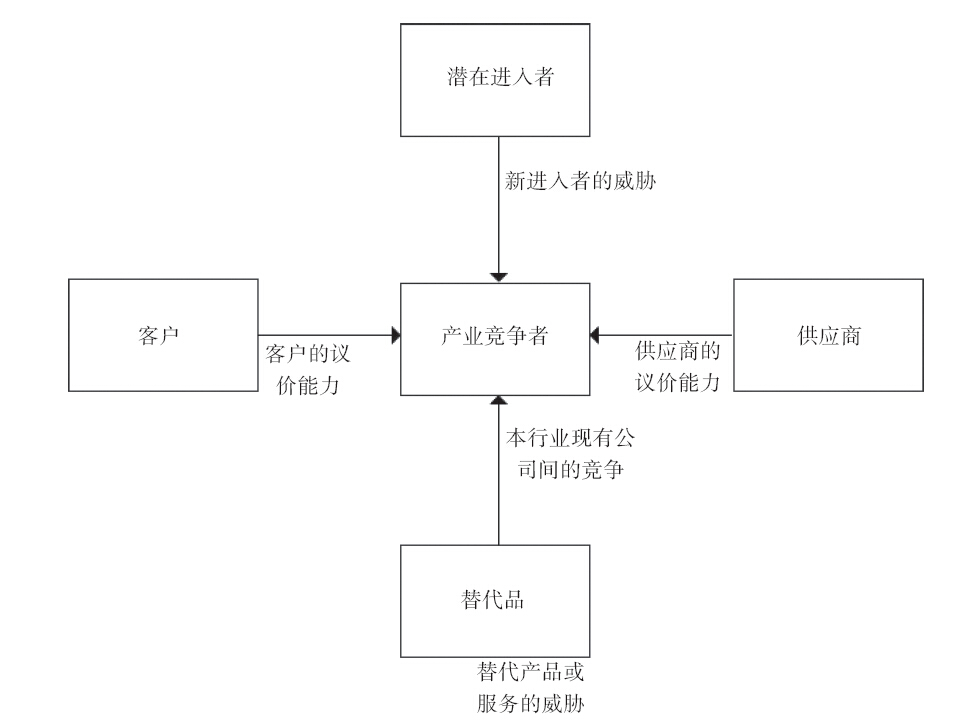 潜在进入者
新进入者的威胁
客户
产业竞争者
供应商
客户的议
价能力
供应商的
议价能力
本行业现有公
司间的竞争
替代品
替代产品或
服务的威胁